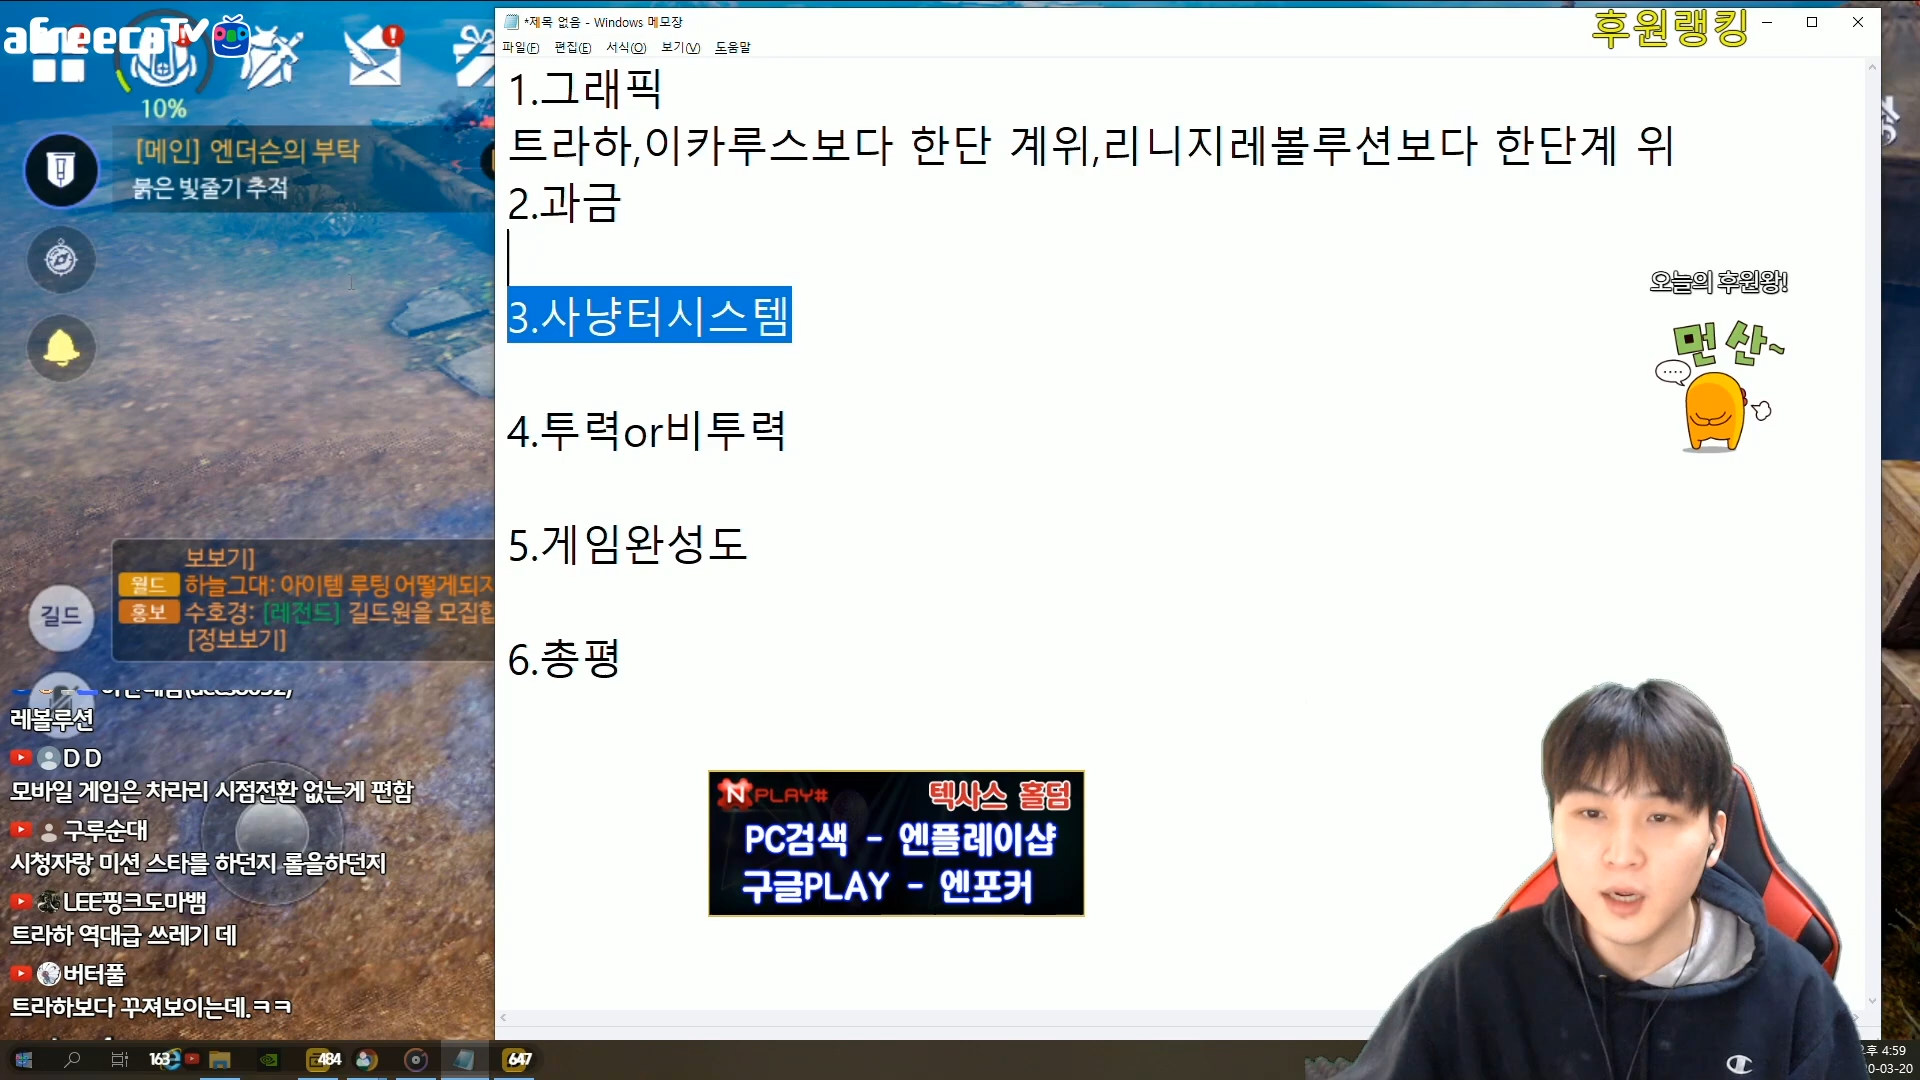 afreecaTV
10%
[메인] 엔더슨의 부탁
붉은 빛줄기 추적
*제목 없음 - Windows 메모장
후원랭킹
파일(F) 편집(E) 서식(O) 보기(V) 도움말
1.그래픽
트라하,이카루스보다 한단 계위,리니지레볼루션보다 한단계 위
2.과금
3.사냥터시스템
4.투력or비투력
5.게임완성도
6.총평
오늘의 후원왕!
먼 산~
....
길드
보보기]
월드 하늘그대: 아이템 루팅 어떻게되지
홍보 수호경: [레전드] 길드원을 모집합
[정보보기]
레볼루션
D D
모바일 게임은 차라리 시점전환 없는게 편함
구루순대
시청자랑 미션 스타를 하던지 롤을하던지
LEE핑크도마뱀
트라하 역대급 쓰레기 데
버터풀
트라하보다 꾸져보이는데.ㅋㅋ
N PLAY# 텍사스 홀덤
PC검색 - 엔플레이샵
구글PLAY - 엔포커
163
484
647
후 4:59
0-03-20